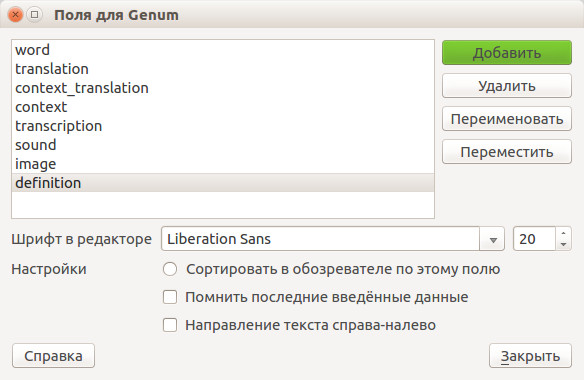 Поля для Genum
word
translation
context_translation
context
transcription
sound
image
definition
Добавить
Удалить
Переименовать
Переместить
Шрифт в редакторе Liberation Sans 20
Настройки Сортировать в обозревателе по этому полю
Помнить последние введённые данные
Направление текста справа-налево
Справка Закрыть